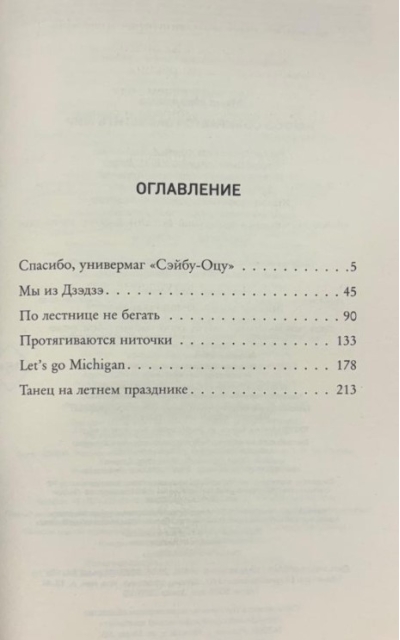 ОГЛАВЛЕНИЕ
Спасибо, универмаг «Сэйбу-Оцу» . . . . . . . . . . . 5
Мы из Дзэдзэ. . . . . . . . . . . . . . . . . . . . . . . 45
По лестнице не бегать . . . . . . . . . . . . . . . . . 90
Протягиваются ниточки . . . . . . . . . . . . . . . 133
Let's go Michigan. . . . . . . . . . . . . . . . . . . . 178
Танец на летнем празднике. . . . . . . . . . . . . 213